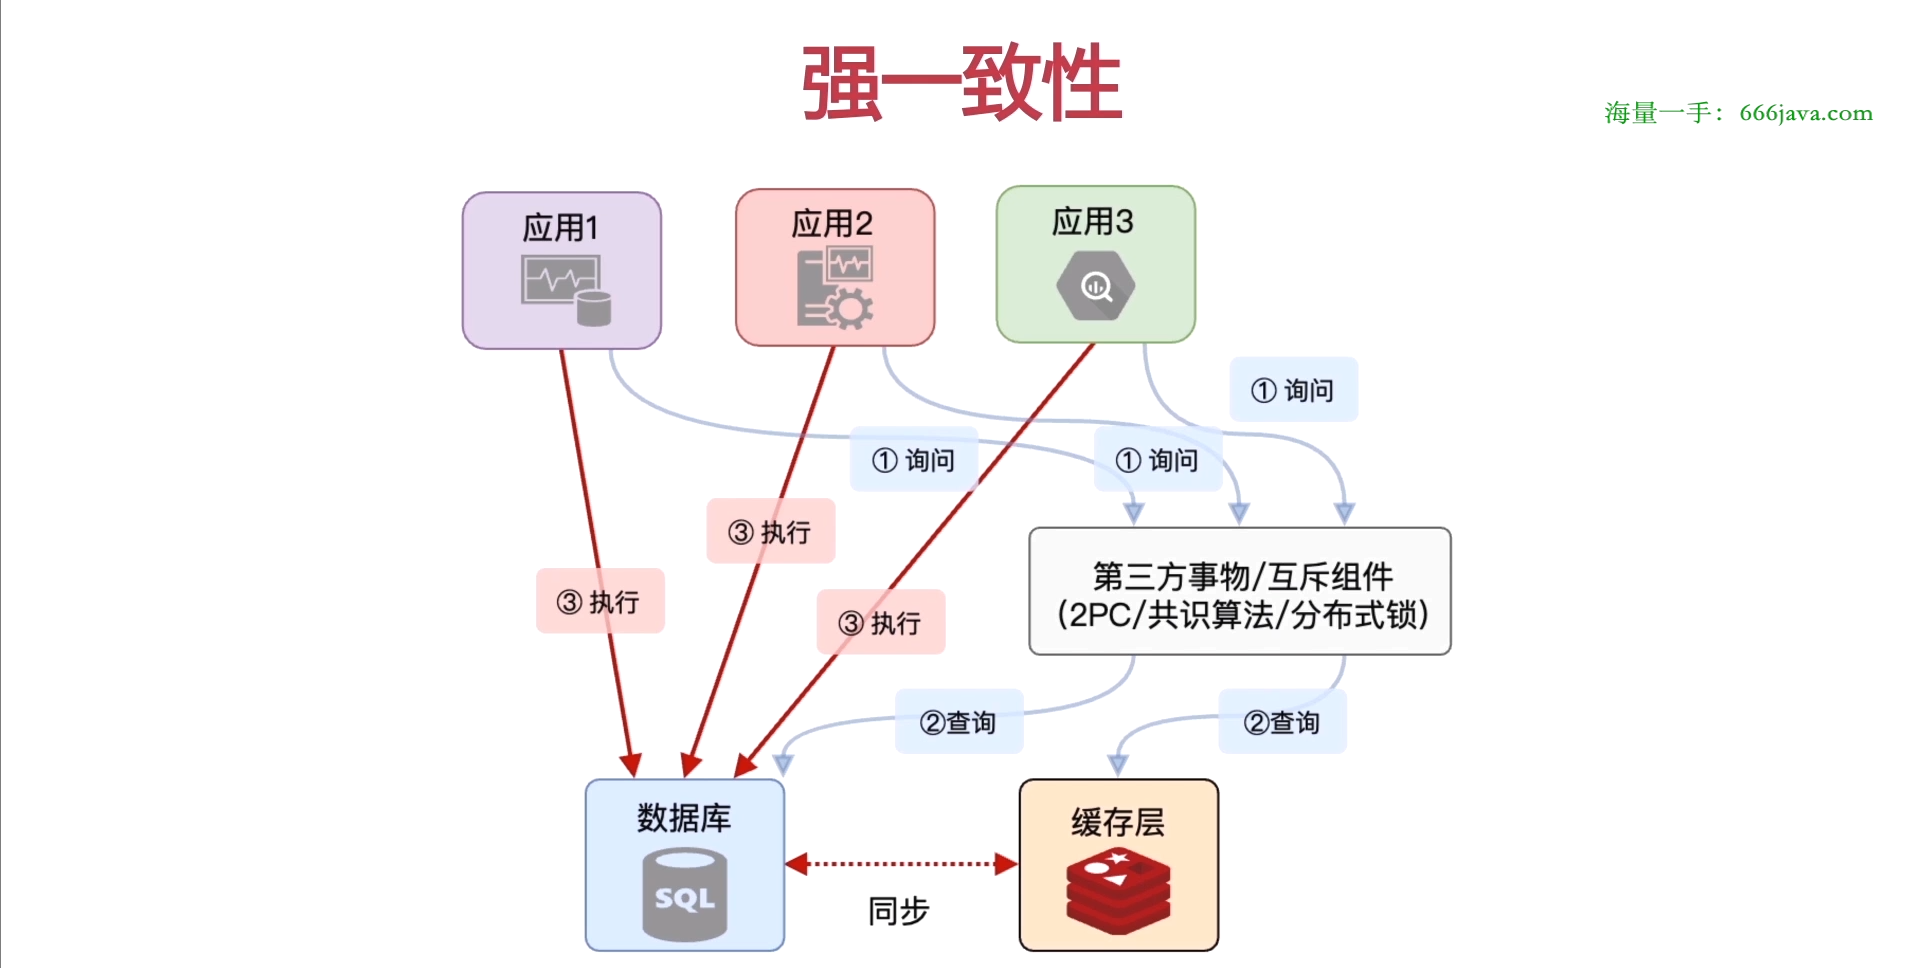 强一致性
海量一手：666java.com
应用1
应用2
应用3
① 询问
① 询问
① 询问
③ 执行
③ 执行
③ 执行
第三方事物/互斥组件
(2PC/共识算法/分布式锁)
②查询
②查询
数据库
SQL
缓存层
同步